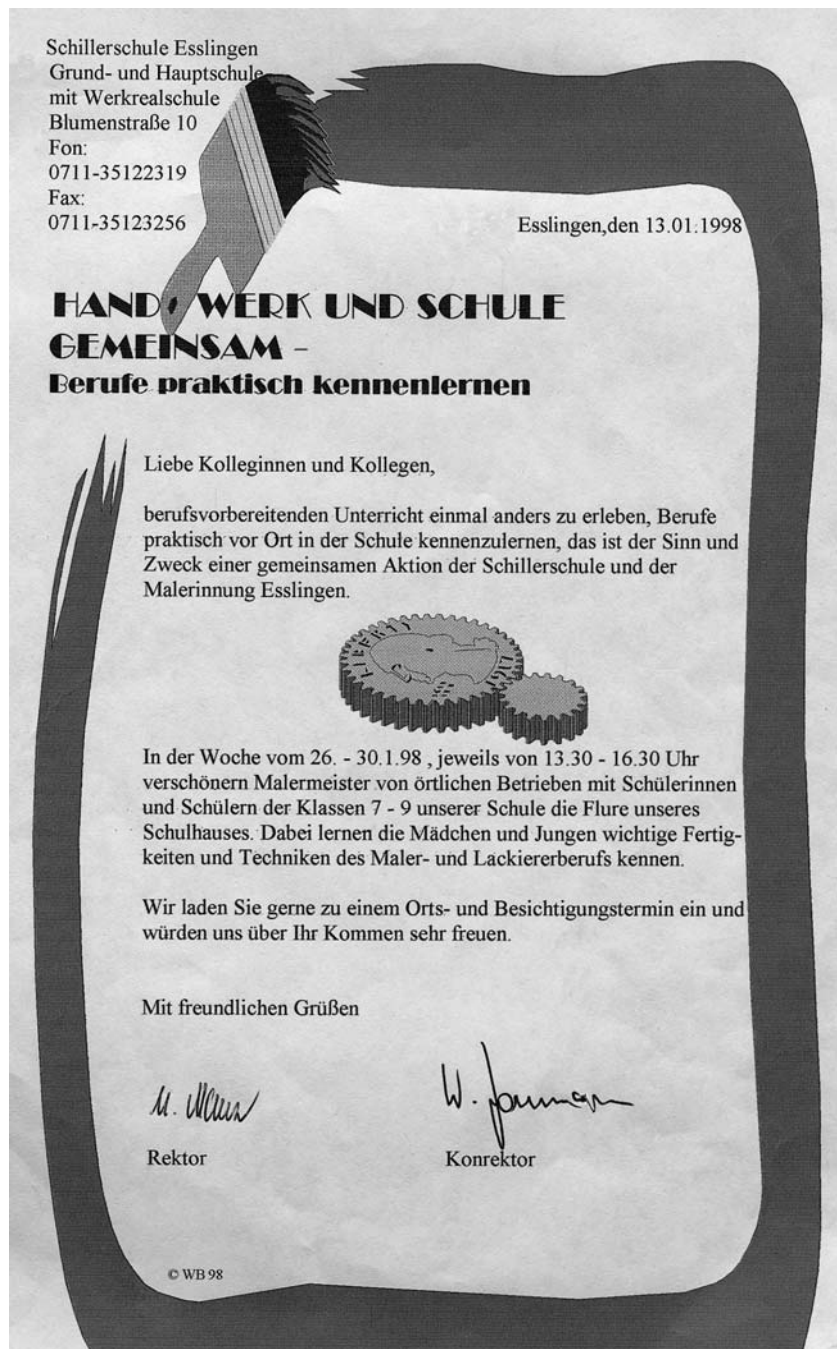 Schillerschule Esslingen
Grund- und Hauptschule
mit Werkrealschule
Blumenstraße 10
Fon:
0711-35122319
Fax:
0711-35123256
Esslingen,den 13.01.1998
HAND WERK UND SCHULE
GEMEINSAM –
Berufe praktisch kennenlernen
Liebe Kolleginnen und Kollegen,
berufsvorbereitenden Unterricht einmal anders zu erleben, Berufe
praktisch vor Ort in der Schule kennenzulernen, das ist der Sinn und
Zweck einer gemeinsamen Aktion der Schillerschule und der
Malerinnung Esslingen.
LIBERTY
In der Woche vom 26. - 30.1.98 , jeweils von 13.30 - 16.30 Uhr
verschönern Malermeister von örtlichen Betrieben mit Schülerinnen
und Schülern der Klassen 7 - 9 unserer Schule die Flure unseres
Schulhauses. Dabei lernen die Mädchen und Jungen wichtige Fertig-
keiten und Techniken des Maler- und Lackiererberufs kennen.
Wir laden Sie gerne zu einem Orts- und Besichtigungstermin ein und
würden uns über Ihr Kommen sehr freuen.
Mit freundlichen Grüßen
W.
Rektor
Konrektor
© WB 98